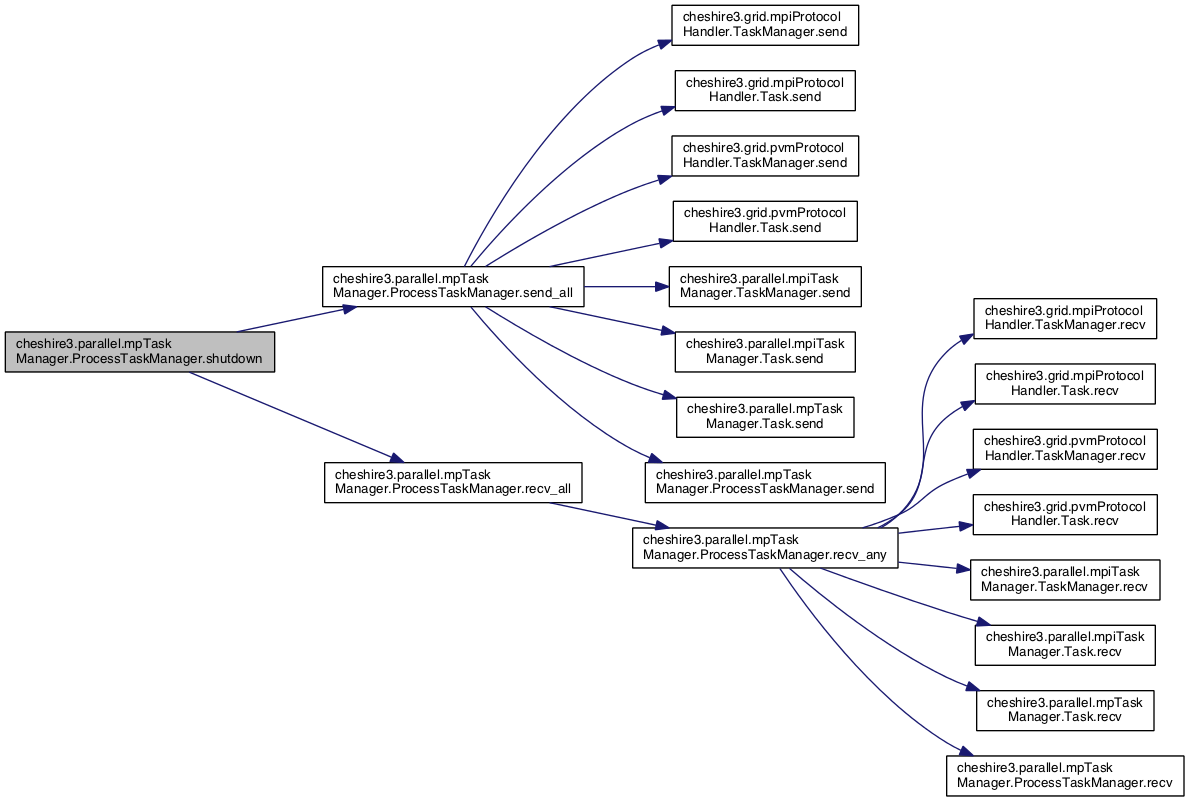 cheshire3.parallel.mpTask
Manager.ProcessTaskManager.shutdown
cheshire3.parallel.mpTask
Manager.ProcessTaskManager.send_all
cheshire3.grid.mpiProtocol
Handler.TaskManager.send
cheshire3.grid.mpiProtocol
Handler.Task.send
cheshire3.grid.pvmProtocol
Handler.TaskManager.send
cheshire3.grid.pvmProtocol
Handler.Task.send
cheshire3.parallel.mpiTask
Manager.TaskManager.send
cheshire3.parallel.mpiTask
Manager.Task.send
cheshire3.parallel.mpTask
Manager.Task.send
cheshire3.parallel.mpTask
Manager.ProcessTaskManager.send
cheshire3.parallel.mpTask
Manager.ProcessTaskManager.recv_all
cheshire3.parallel.mpTask
Manager.ProcessTaskManager.recv_any
cheshire3.grid.mpiProtocol
Handler.TaskManager.recv
cheshire3.grid.mpiProtocol
Handler.Task.recv
cheshire3.grid.pvmProtocol
Handler.TaskManager.recv
cheshire3.grid.pvmProtocol
Handler.Task.recv
cheshire3.parallel.mpiTask
Manager.TaskManager.recv
cheshire3.parallel.mpiTask
Manager.Task.recv
cheshire3.parallel.mpTask
Manager.Task.recv
cheshire3.parallel.mpTask
Manager.ProcessTaskManager.recv